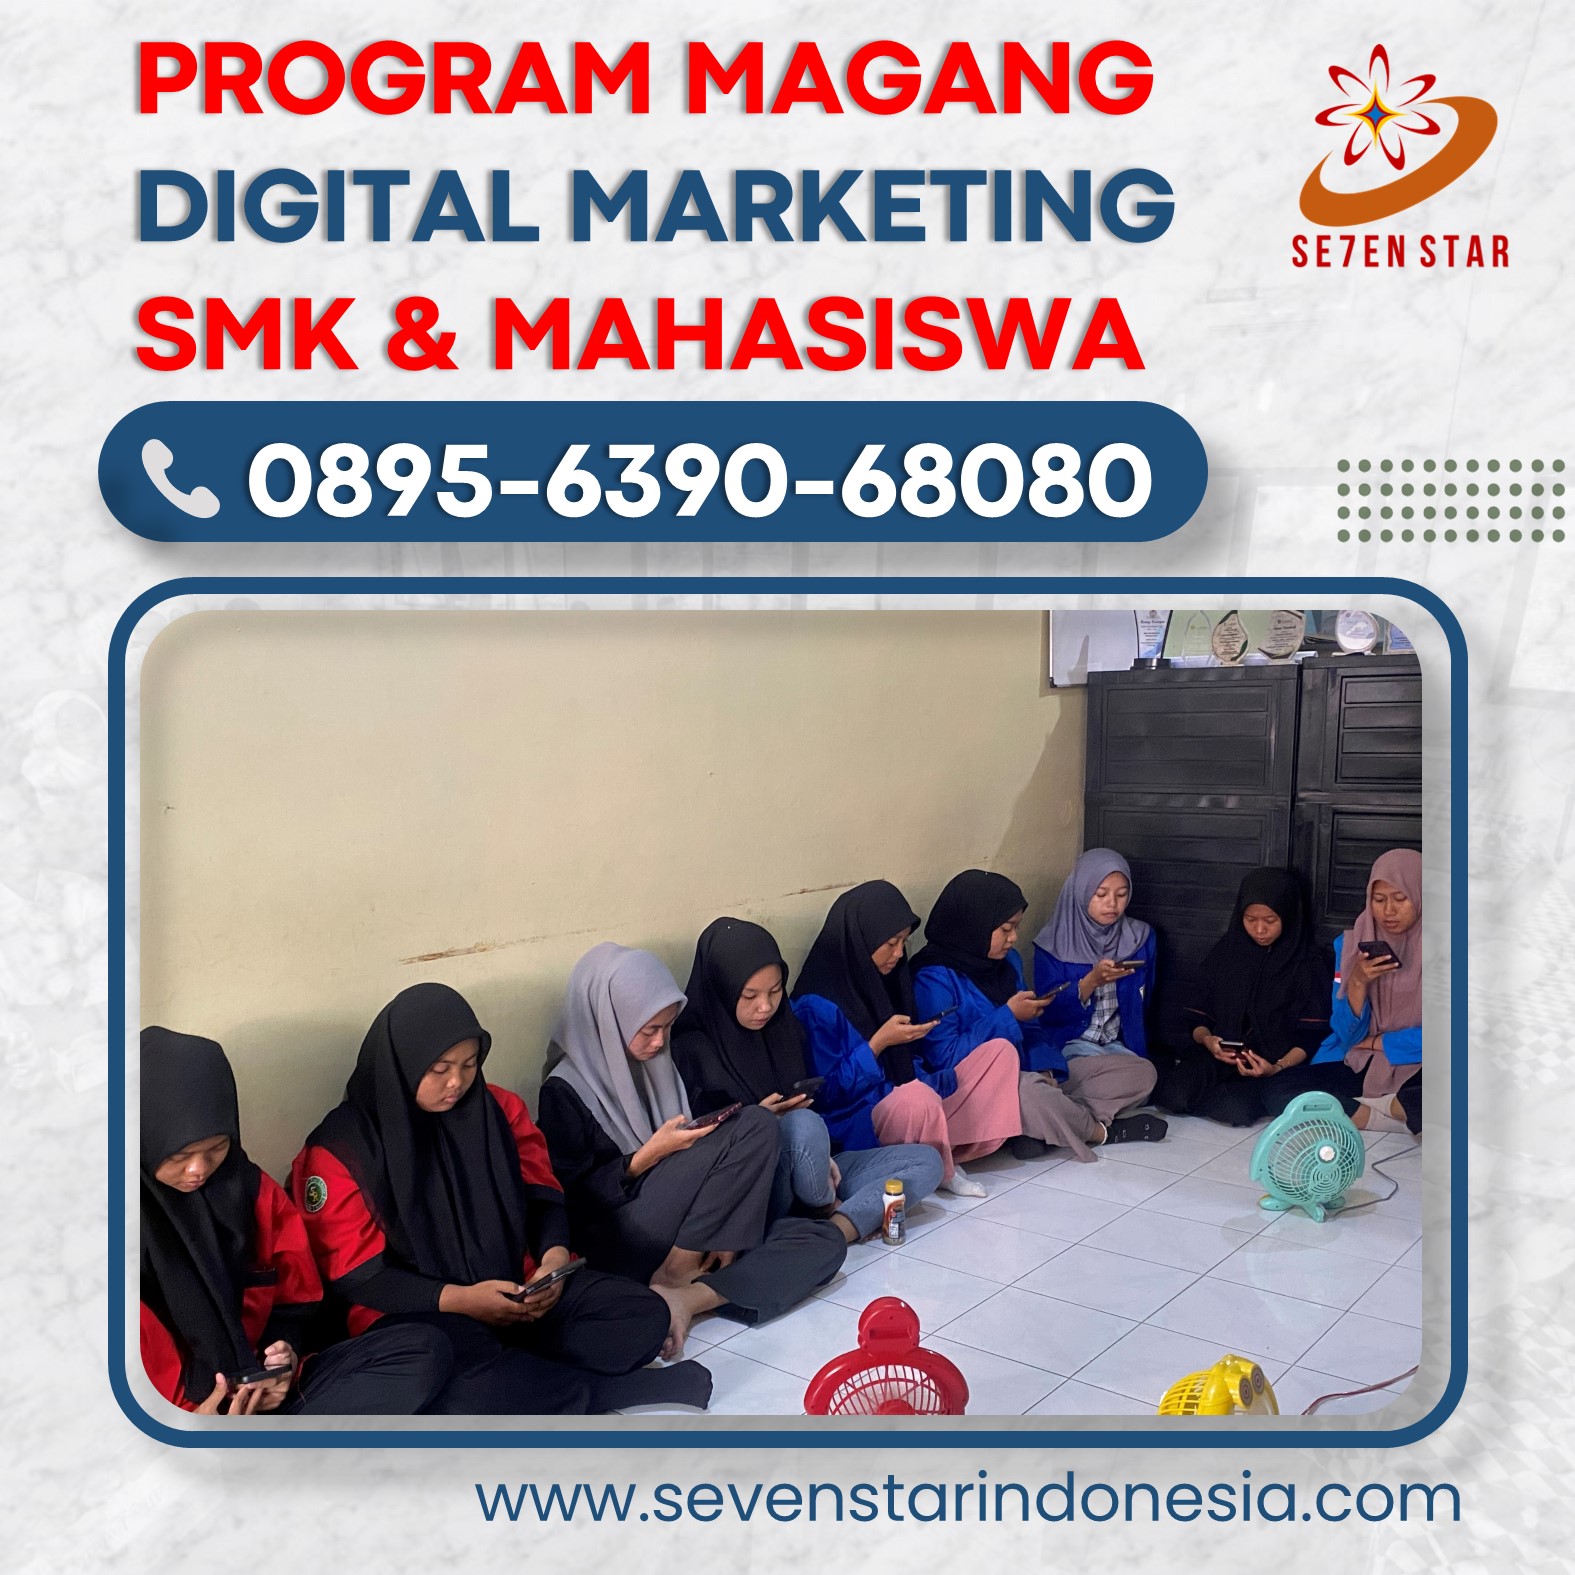 PROGRAM MAGANG
DIGITAL MARKETING
SMK & MAHASISWA
SE7EN STAR
0895-6390-68080
www.sevenstarindonesia.com